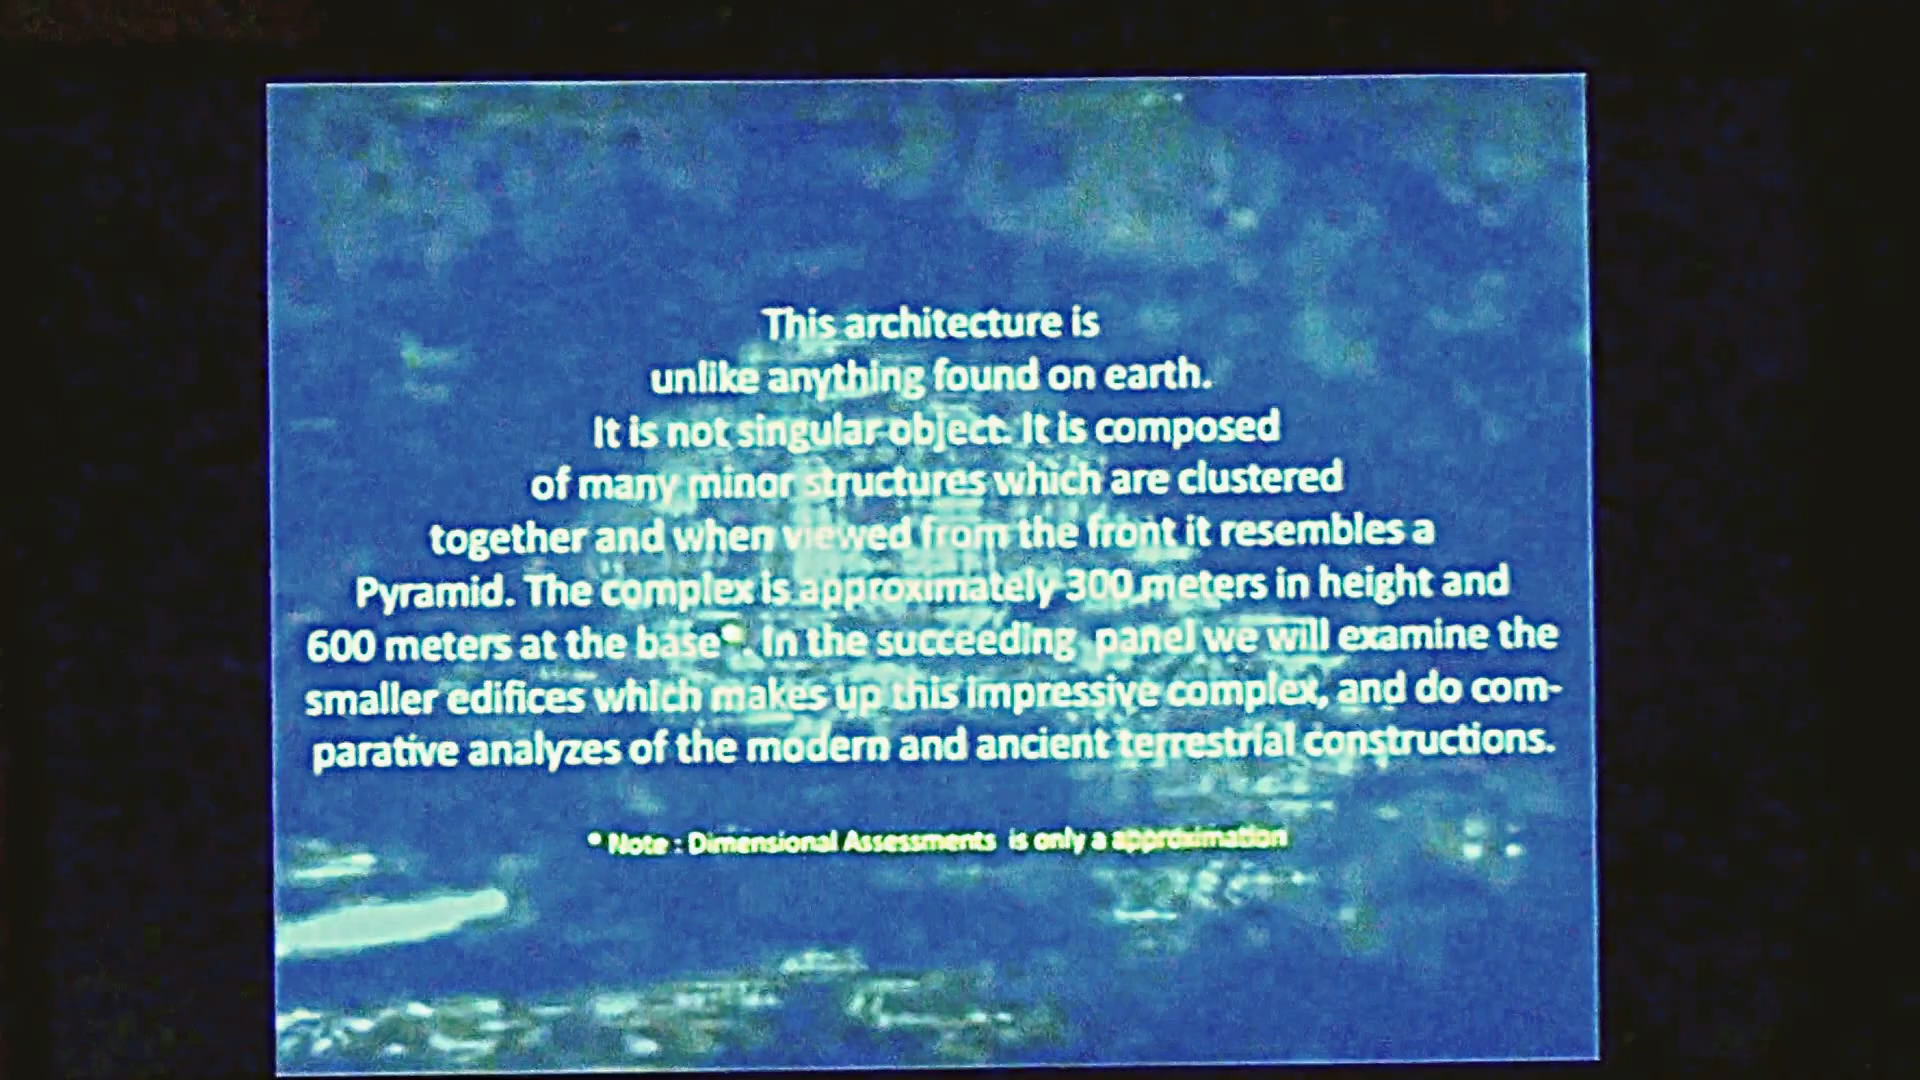 This architecture is
unlike anything found on earth.
It is not singular object. It is composed
of many minor structures which are clustered
together and when viewed from the front it resembles a
Pyramid. The complex is approximately 300 meters in height and
600 meters at the base*. In the succeeding panel we will examine the
smaller edifices which makes up this impressive complex, and do com-
parative analyzes of the modern and ancient terrestrial constructions.
* Note : Dimensional Assessments is only a approximation